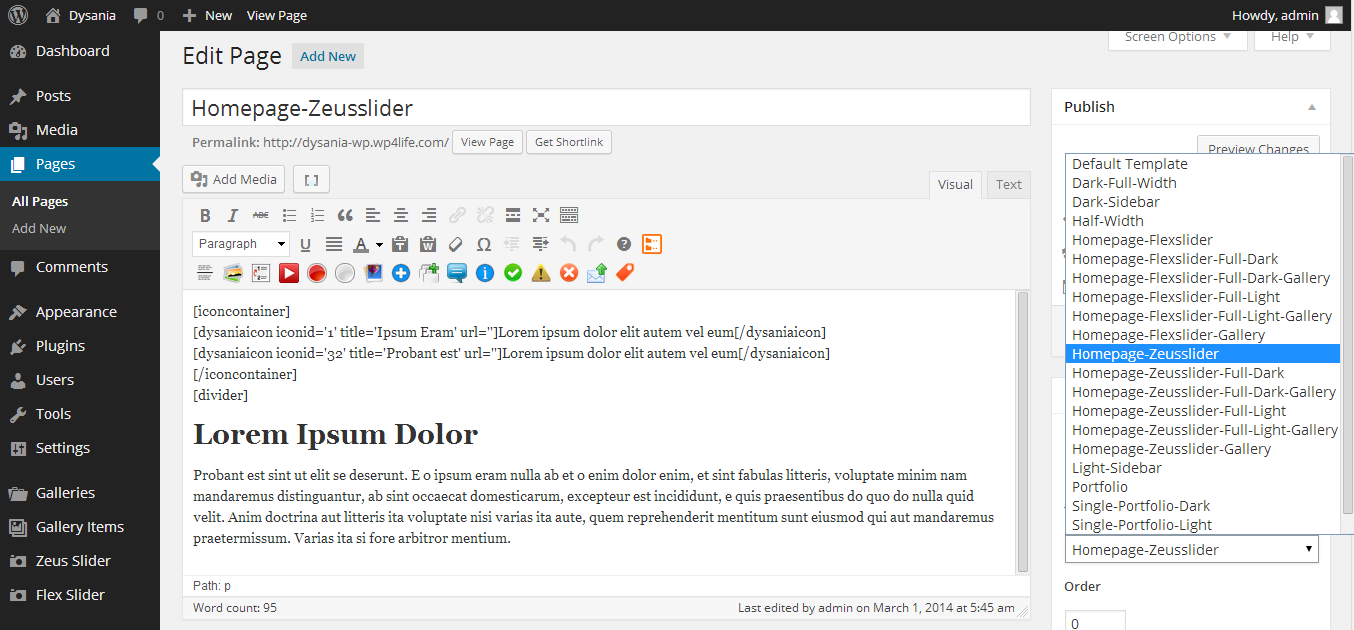 Dysania 0 New View Page Howdy, admin
Dashboard
Posts
Media
Pages
All Pages
Add New
Comments
Appearance
Plugins
Users
Tools
Settings
Galleries
Gallery Items
Zeus Slider
Flex Slider
Screen Options Help
Edit Page Add New
Homepage-Zeusslider
Permalink: http://dysania-wp.wp4life.com/ View Page Get Shortlink
Add Media [ ]
Visual Text
B I ABC
Paragraph U A T W Ω ?
[iconcontainer]
[dysaniaicon iconid='1' title='Ipsum Eram' url='']Lorem ipsum dolor elit autem vel eum[/dysaniaicon]
[dysaniaicon iconid='32' title='Probant est' url='']Lorem ipsum dolor elit autem vel eum[/dysaniaicon]
[/iconcontainer]
[divider]
Lorem Ipsum Dolor
Probant est sint ut elit se deserunt. E o ipsum eram nulla ab et o enim dolor enim, et sint fabulas litteris, voluptate minim nam
mandaremus distinguantur, ab sint occaecat domesticarum, excepteur est incididunt, e quis praesentibus do quo do nulla quid
velit. Anim doctrina aut litteris ita voluptate nisi varias ita aute, quem reprehenderit mentitum sunt eiusmod qui aut mandaremus
praetermissum. Varias ita si fore arbitror mentium.
Path: p
Word count: 95 Last edited by admin on March 1, 2014 at 5:45 am
Publish
Preview Changes
Default Template
Dark-Full-Width
Dark-Sidebar
Half-Width
Homepage-Flexslider
Homepage-Flexslider-Full-Dark
Homepage-Flexslider-Full-Dark-Gallery
Homepage-Flexslider-Full-Light
Homepage-Flexslider-Full-Light-Gallery
Homepage-Flexslider-Gallery
Homepage-Zeusslider
Homepage-Zeusslider-Full-Dark
Homepage-Zeusslider-Full-Dark-Gallery
Homepage-Zeusslider-Full-Light
Homepage-Zeusslider-Full-Light-Gallery
Homepage-Zeusslider-Gallery
Light-Sidebar
Portfolio
Single-Portfolio-Dark
Single-Portfolio-Light
Homepage-Zeusslider
Order
0